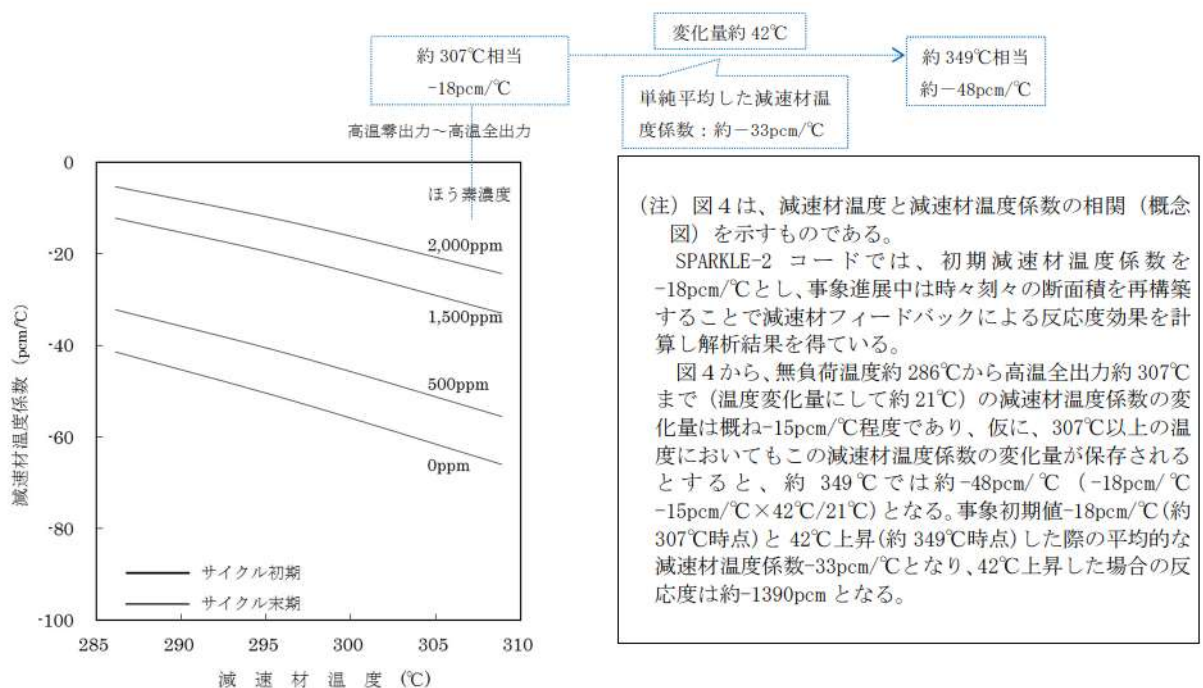 変化量約 42℃
約 307℃相当
-18pcm/℃
約 349℃相当
約－48pcm/℃
単純平均した減速材温
度係数：約－33pcm/℃
高温零出力～高温全出力
0
-20
-40
-60
-80
-100
減速材温度係数 (pcm/℃)
ほう素濃度
2,000ppm
1,500ppm
500ppm
0ppm
サイクル初期
サイクル末期
285
290
295
300
305
310
減 速 材 温 度 (℃)
（注）図４は、減速材温度と減速材温度係数の相関（概念
図）を示すものである。
SPARKLE-2 コードでは、初期減速材温度係数を
-18pcm/℃とし、事象進展中は時々刻々の断面積を再構築
することで減速材フィードバックによる反応度効果を計
算し解析結果を得ている。
図４から、無負荷温度約 286℃から高温全出力約 307℃
まで（温度変化量にして約 21℃）の減速材温度係数の変
化量は概ね-15pcm/℃程度であり、仮に、307℃以上の温
度においてもこの減速材温度係数の変化量が保存される
とすると、約 349℃では約-48pcm/℃（-18pcm/℃
-15pcm/℃×42℃/21℃）となる。事象初期値-18pcm/℃(約
307℃時点)と 42℃上昇(約 349℃時点)した際の平均的な
減速材温度係数-33pcm/℃となり、42℃上昇した場合の反
応度は約-1390pcm となる。